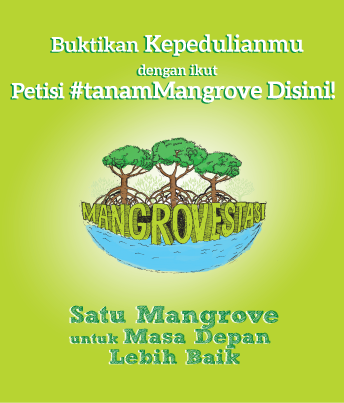 Buktikan Kepedulianmu
dengan ikut
Petisi #tanamMangrove Disini!
MANGROVESTASI
Satu Mangrove
untuk Masa Depan
Lebih Baik